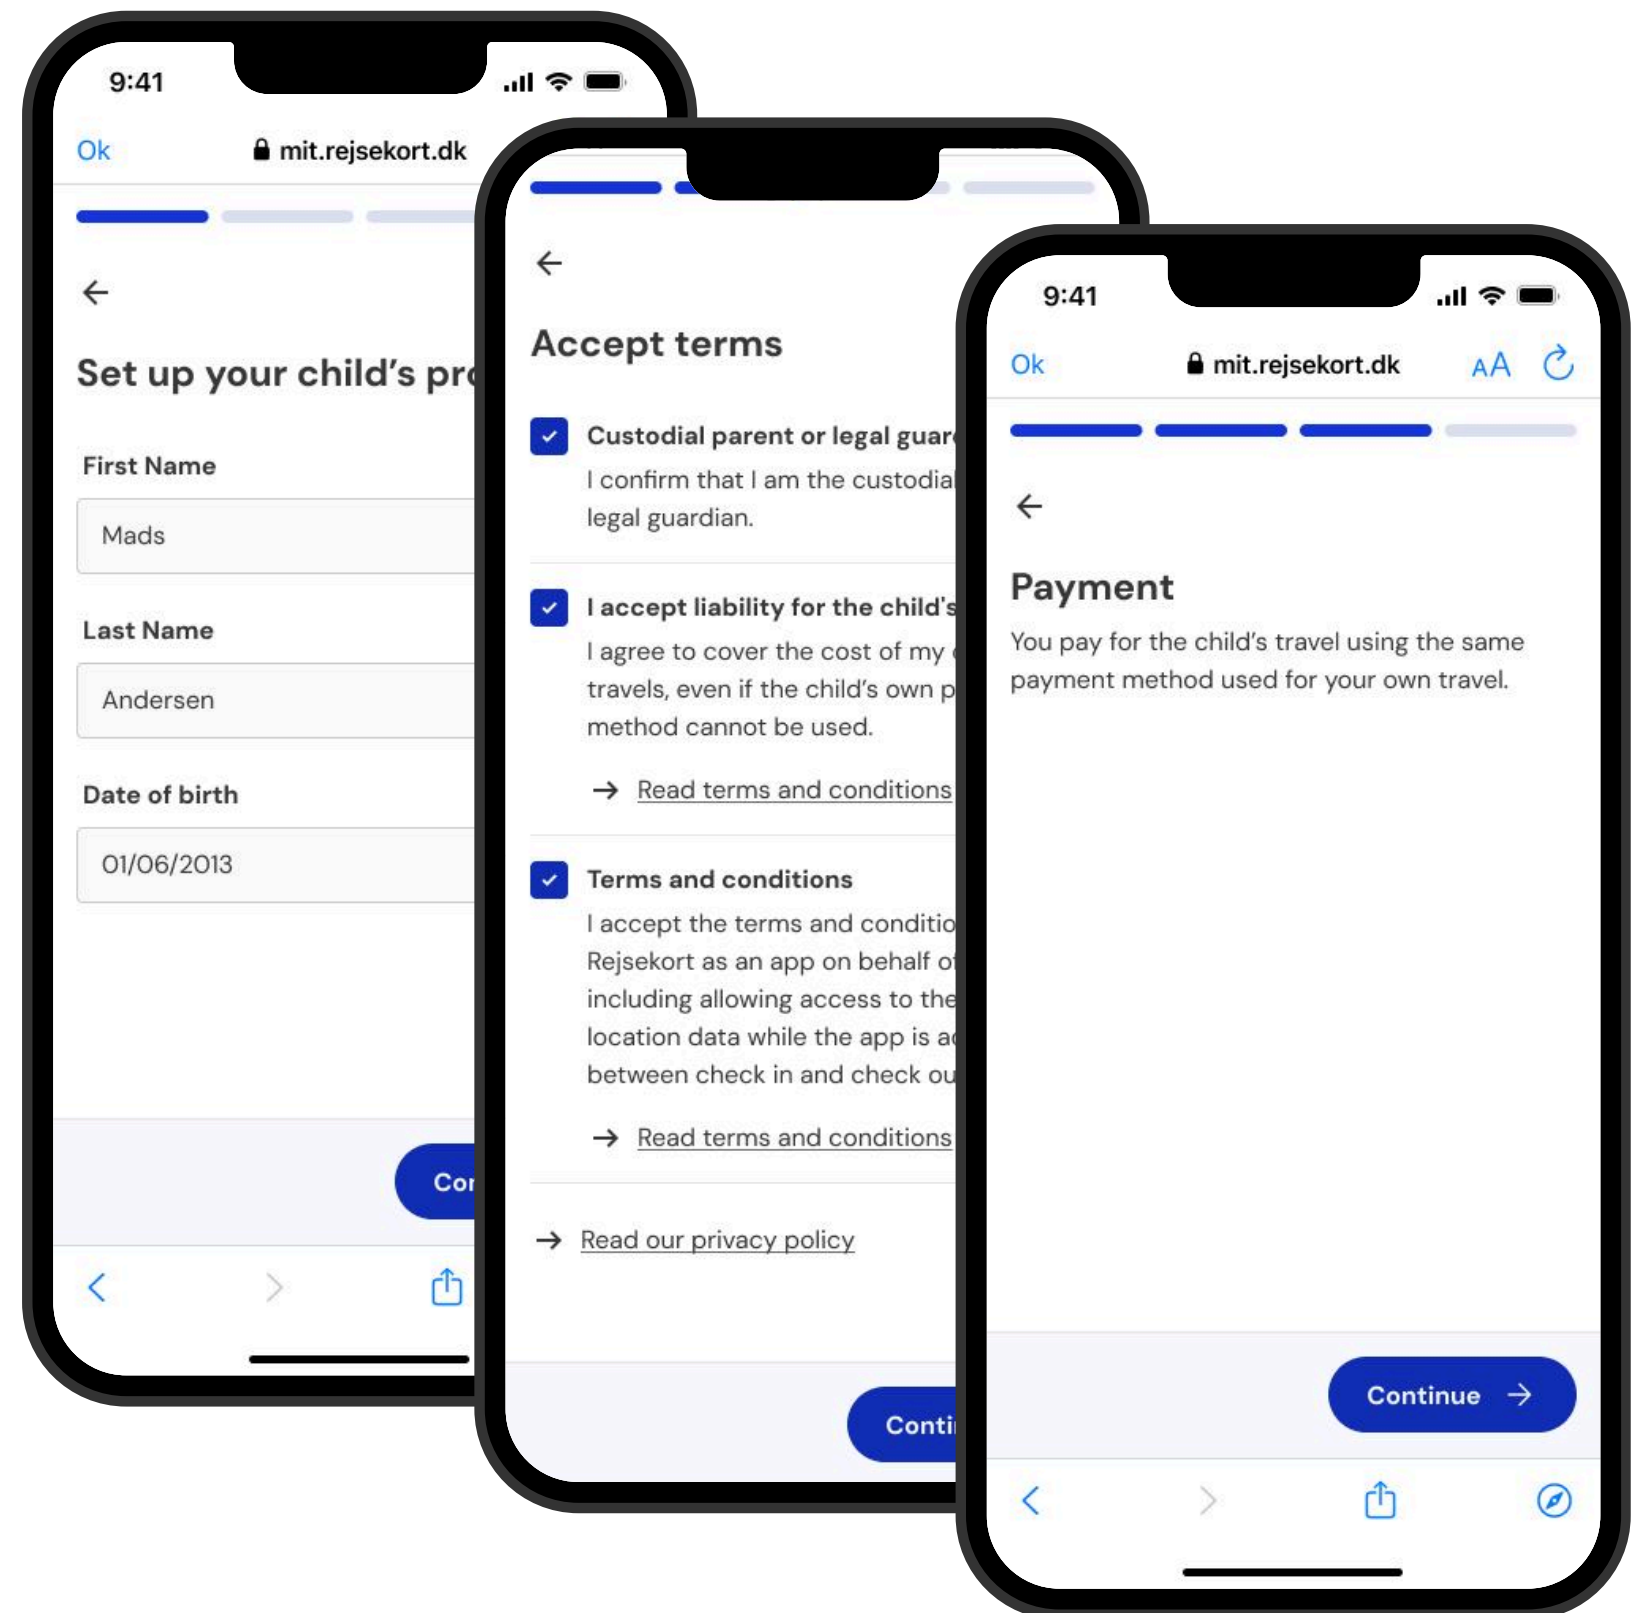 9:41
Ok
mit.rejsekort.dk
Set up your child’s
First Name
Mads
Last Name
Andersen
Date of birth
01/06/2013
Accept terms
Custodial parent or legal
I confirm that I am the custodial
legal guardian.
I accept liability for the child's
I agree to cover the cost of my
travels, even if the child’s own
method cannot be used.
Read terms and conditions
Terms and conditions
I accept the terms and
Rejsekort as an app on behalf
including allowing access to the
location data while the app is
between check in and check
Read terms and conditions
Read our privacy policy
9:41
Ok
mit.rejsekort.dk
AA
Payment
You pay for the child’s travel using the same
payment method used for your own travel.
Continue